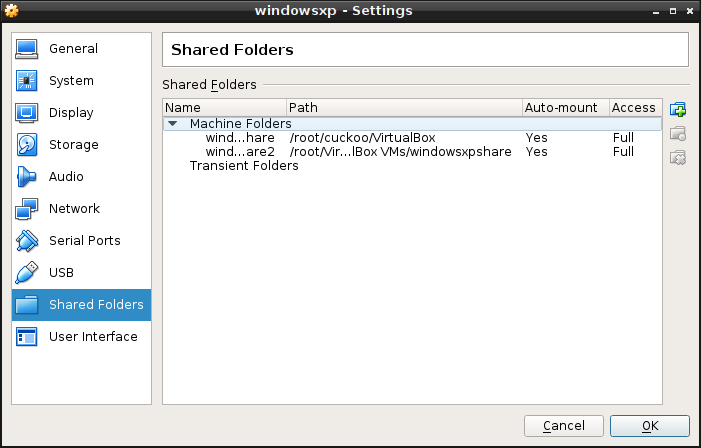 windowsxp - Settings
General
System
Display
Storage
Audio
Network
Serial Ports
USB
Shared Folders
User Interface
Shared Folders
Shared Folders
Name Path Auto-mount Access
Machine Folders
wind...hare /root/cuckoo/VirtualBox Yes Full
wind...are2 /root/Vir...lBox VMs/windowsxpshare Yes Full
Transient Folders
Cancel OK